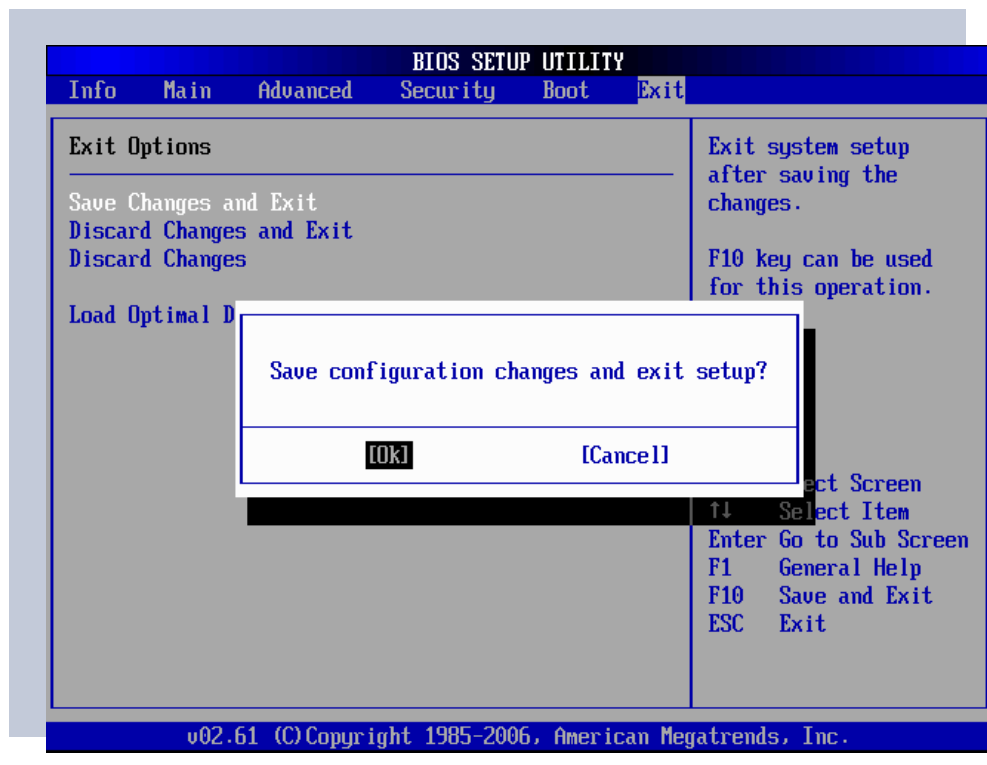 BIOS SETUP UTILITY
Info Main Advanced Security Boot Exit
Exit Options
Save Changes and Exit
Discard Changes and Exit
Discard Changes
Load Optimal D
Save configuration changes and exit setup?
[Ok] [Cancel]
Exit system setup
after saving the
changes.
F10 key can be used
for this operation.
ect Screen
↑↓ Select Item
Enter Go to Sub Screen
F1 General Help
F10 Save and Exit
ESC Exit
v02.61 (C)Copyright 1985-2006, American Megatrends, Inc.